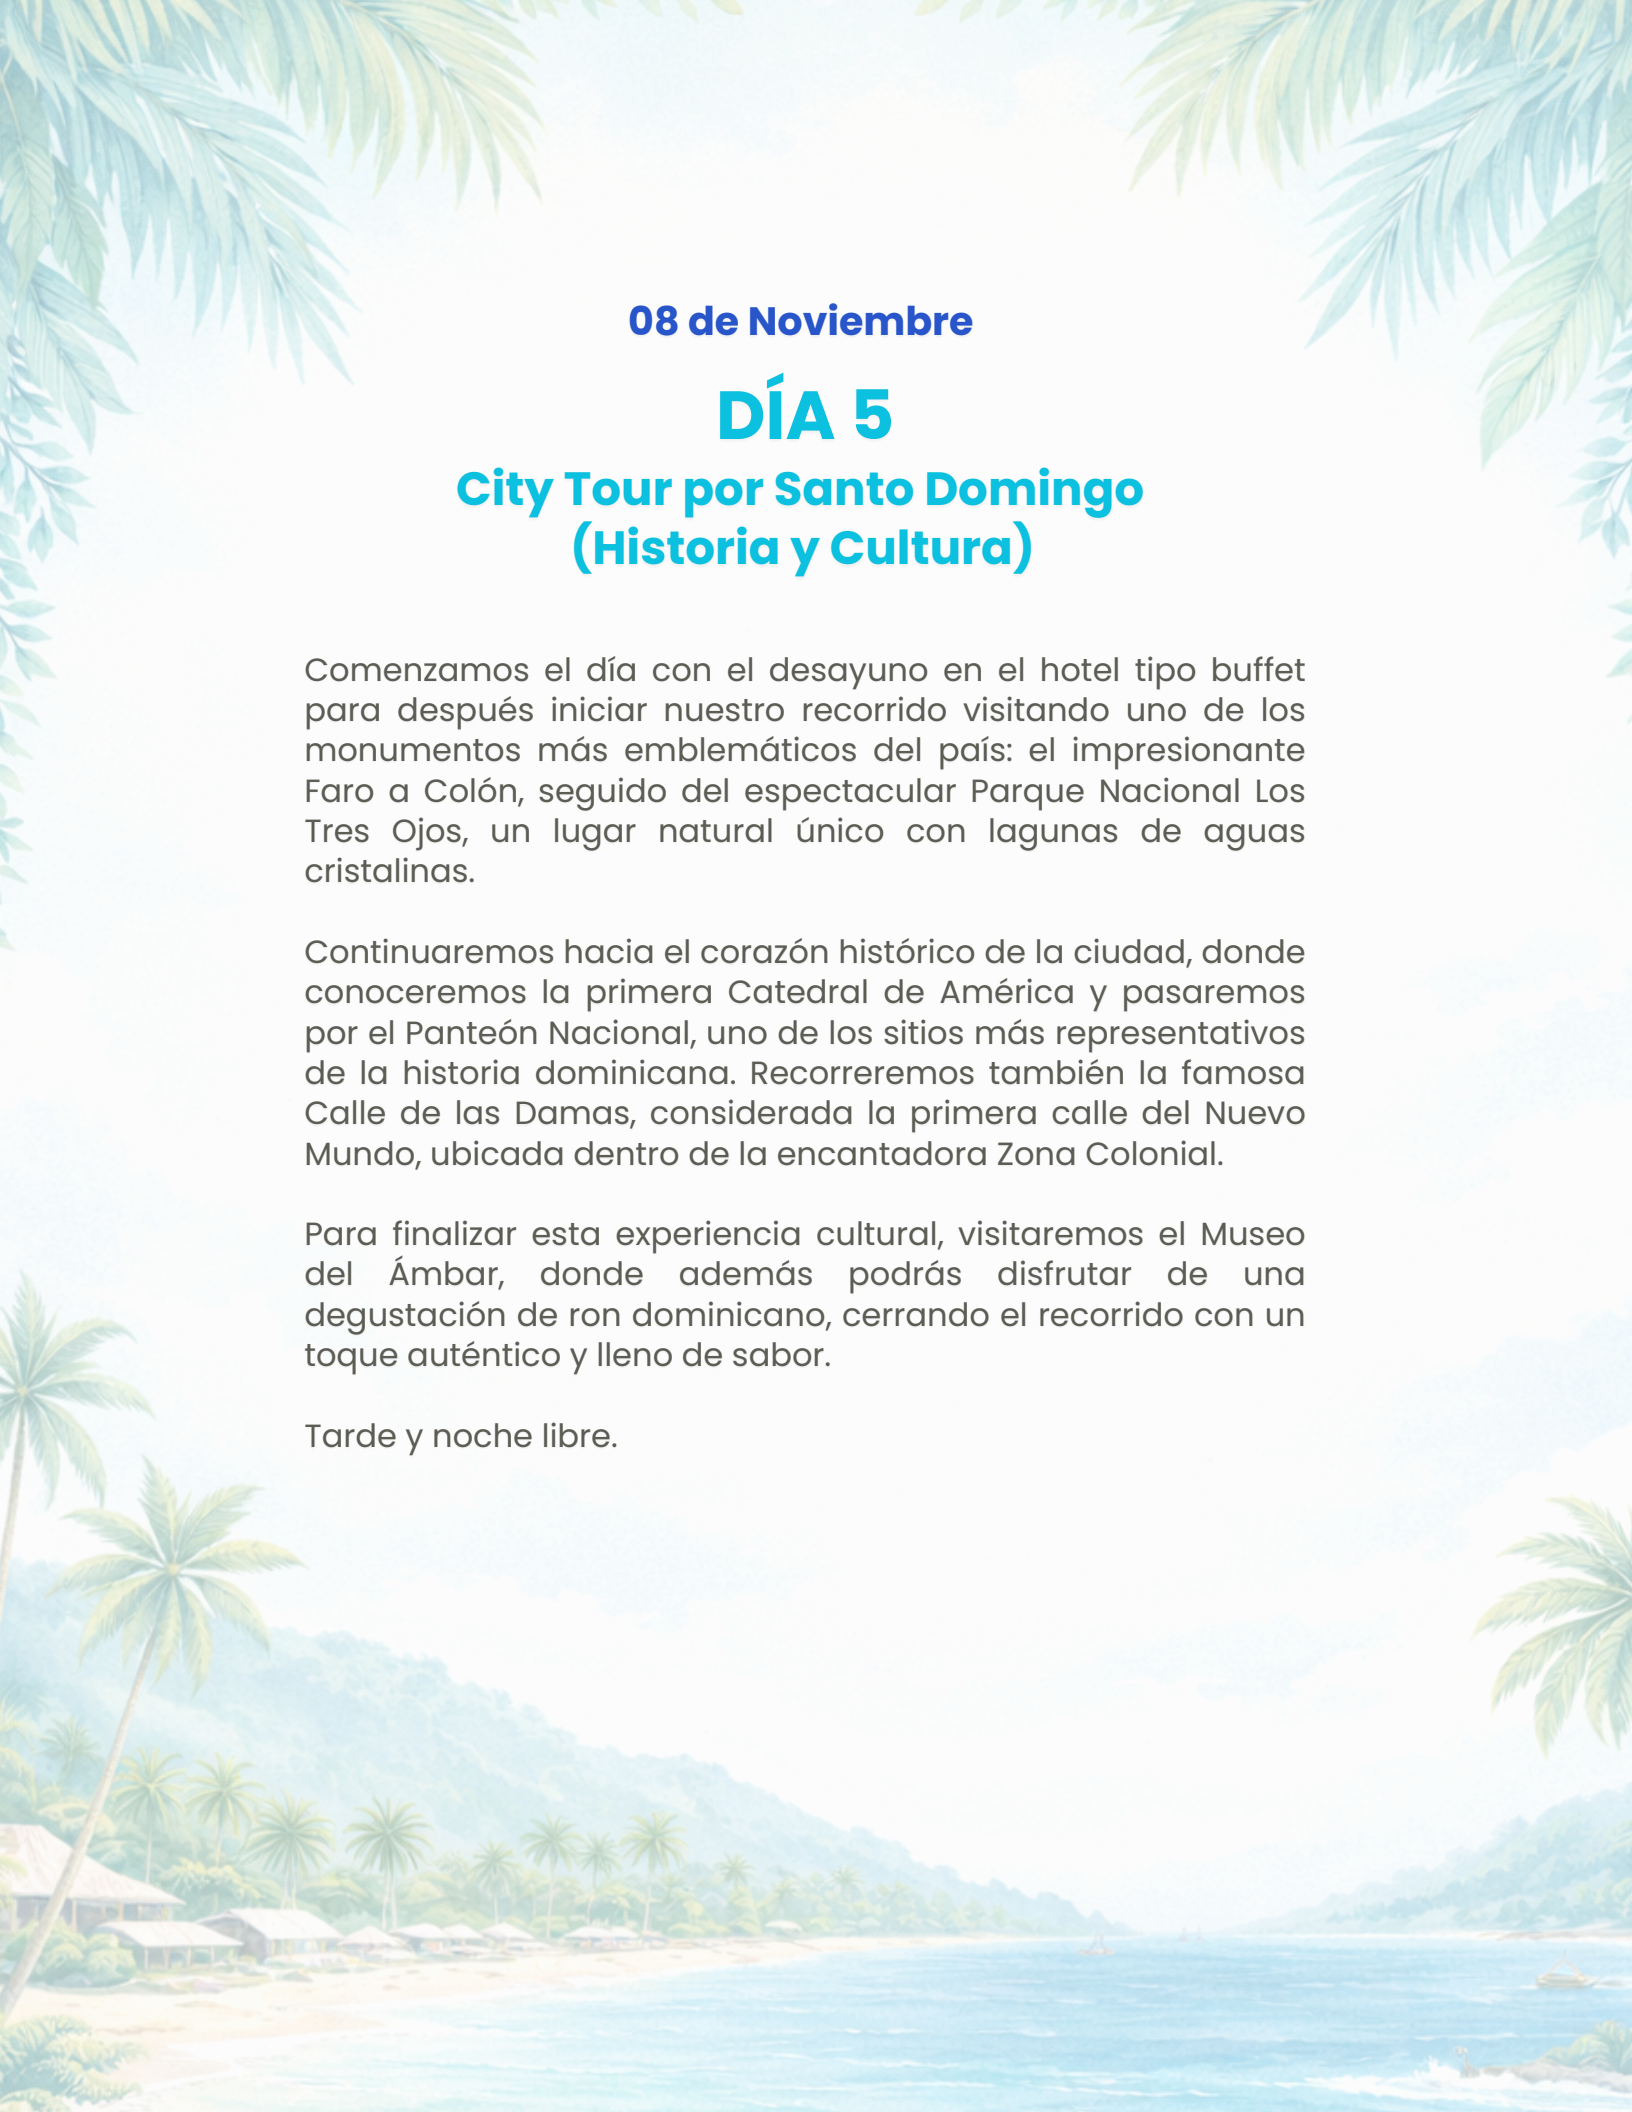 08 de Noviembre
DÍA 5
City Tour por Santo Domingo
(Historia y Cultura)
Comenzamos el día con el desayuno en el hotel tipo buffet
para después iniciar nuestro recorrido visitando uno de los
monumentos más emblemáticos del país: el impresionante
Faro a Colón, seguido del espectacular Parque Nacional Los
Tres Ojos, un lugar natural único con lagunas de aguas
cristalinas.
Continuaremos hacia el corazón histórico de la ciudad, donde
conoceremos la primera Catedral de América y pasaremos
por el Panteón Nacional, uno de los sitios más representativos
de la historia dominicana. Recorreremos también la famosa
Calle de las Damas, considerada la primera calle del Nuevo
Mundo, ubicada dentro de la encantadora Zona Colonial.
Para finalizar esta experiencia cultural, visitaremos el Museo
del Ámbar, donde además podrás disfrutar de una
degustación de ron dominicano, cerrando el recorrido con un
toque auténtico y lleno de sabor.
Tarde y noche libre.